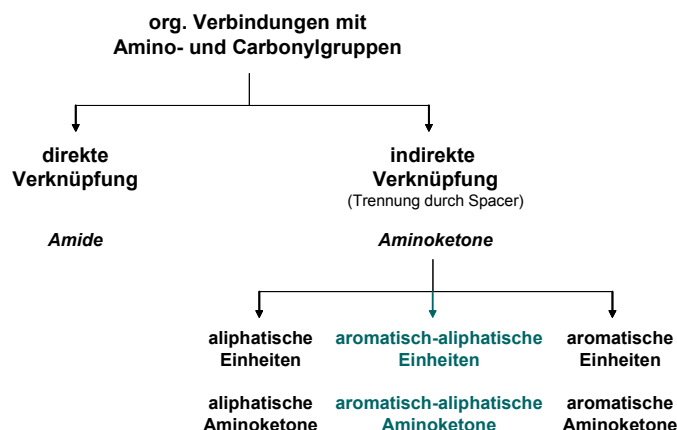 org. Verbindungen mit
Amino- und Carbonylgruppen
direkte
Verknüpfung
indirekte
Verknüpfung
(Trennung durch Spacer)
Amide
Aminoketone
aliphatische
Einheiten
aromatisch-aliphatische
Einheiten
aromatische
Einheiten
aliphatische
Aminoketone
aromatisch-aliphatische
Aminoketone
aromatische
Aminoketone